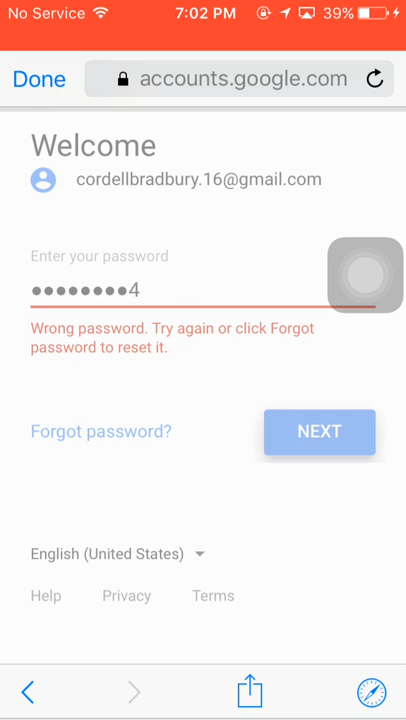 No Service 7:02 PM 39%
Done accounts.google.com
Welcome
cordellbradbury.16@gmail.com
Enter your password
●●●●●●●●4
Wrong password. Try again or click Forgot
password to reset it.
Forgot password? NEXT
English (United States)
Help Privacy Terms